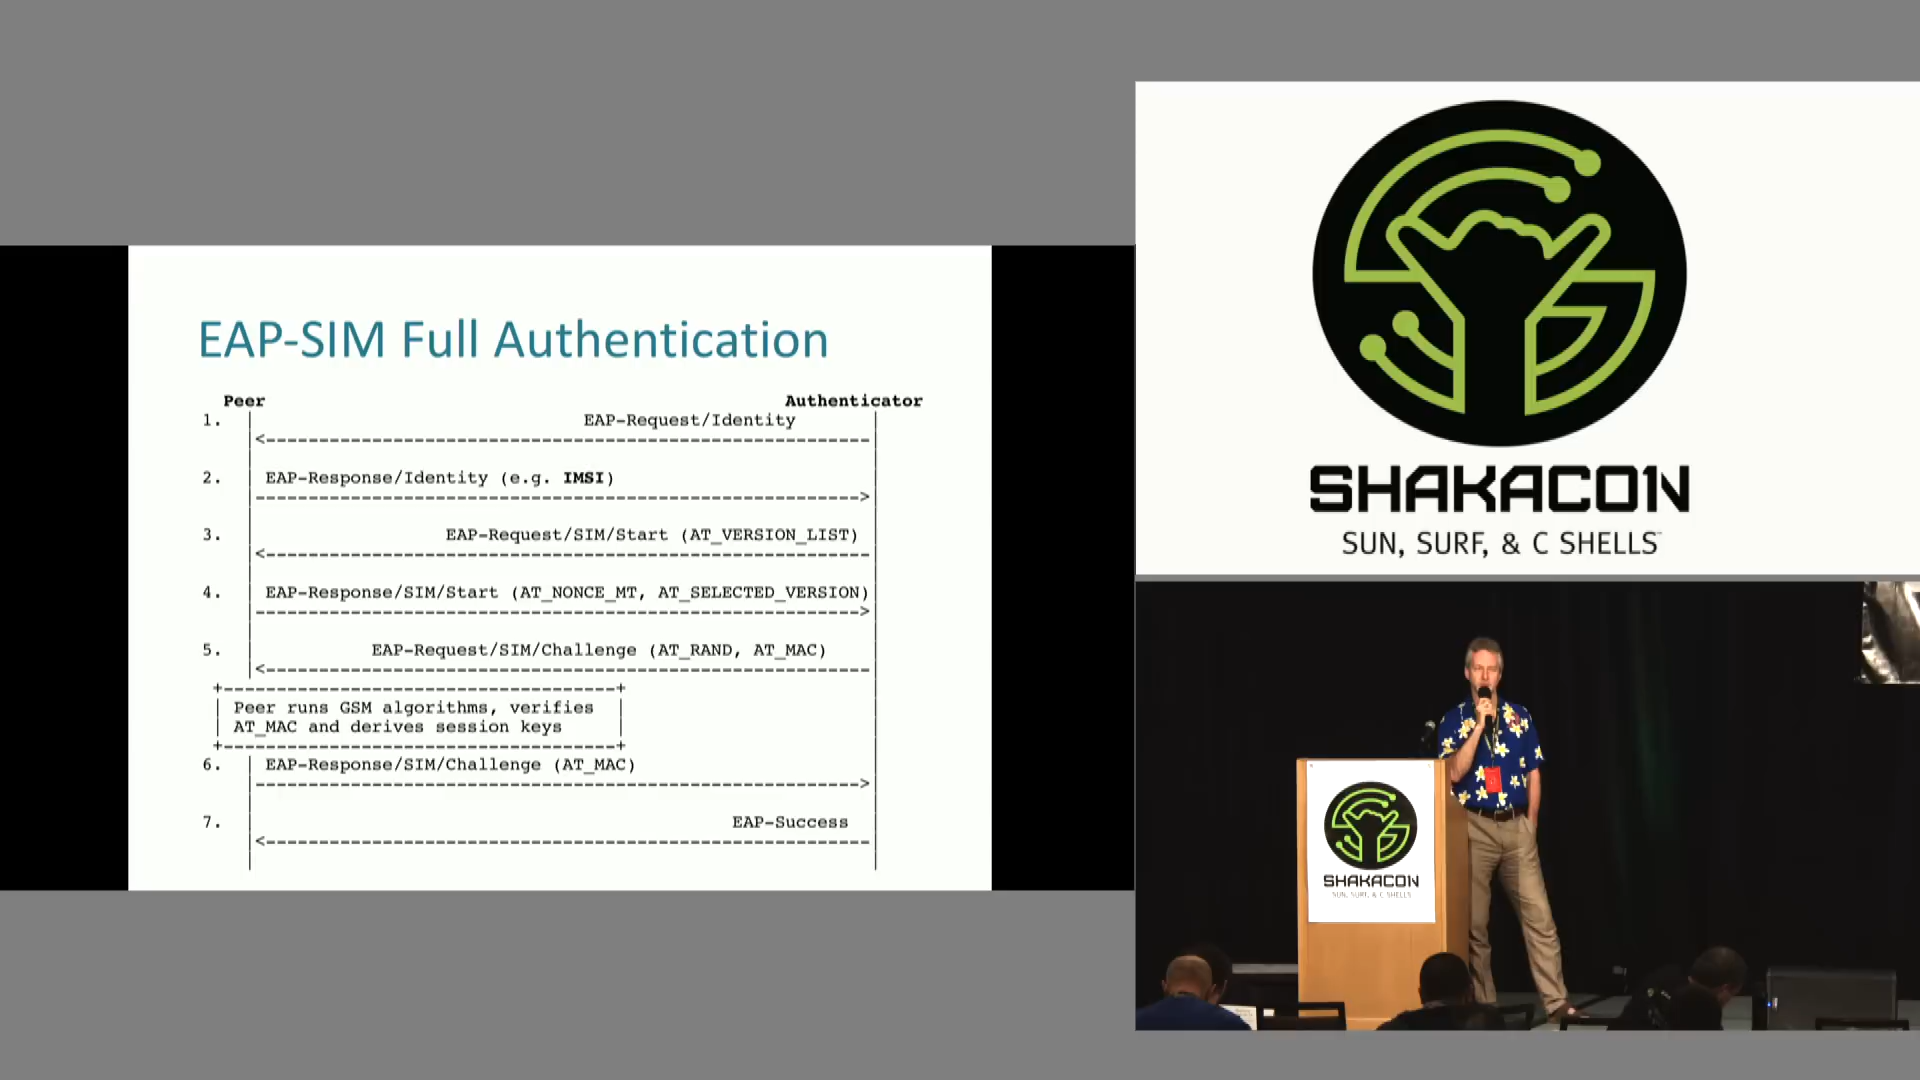 EAP-SIM Full Authentication
Peer Authenticator
1. EAP-Request/Identity
<----------------------------------------------------------
2. EAP-Response/Identity (e.g. IMSI)
---------------------------------------------------------->
3. EAP-Request/SIM/Start (AT_VERSION_LIST)
<----------------------------------------------------------
4. EAP-Response/SIM/Start (AT_NONCE_MT, AT_SELECTED_VERSION)
---------------------------------------------------------->
5. EAP-Request/SIM/Challenge (AT_RAND, AT_MAC)
<----------------------------------------------------------
+-------------------------------------+
| Peer runs GSM algorithms, verifies |
| AT_MAC and derives session keys |
+-------------------------------------+
6. EAP-Response/SIM/Challenge (AT_MAC)
---------------------------------------------------------->
7. EAP-Success
<----------------------------------------------------------
SHAKACON
SUN, SURF, & C SHELLS
SHAKACON
SUN, SURF, & C SHELLS